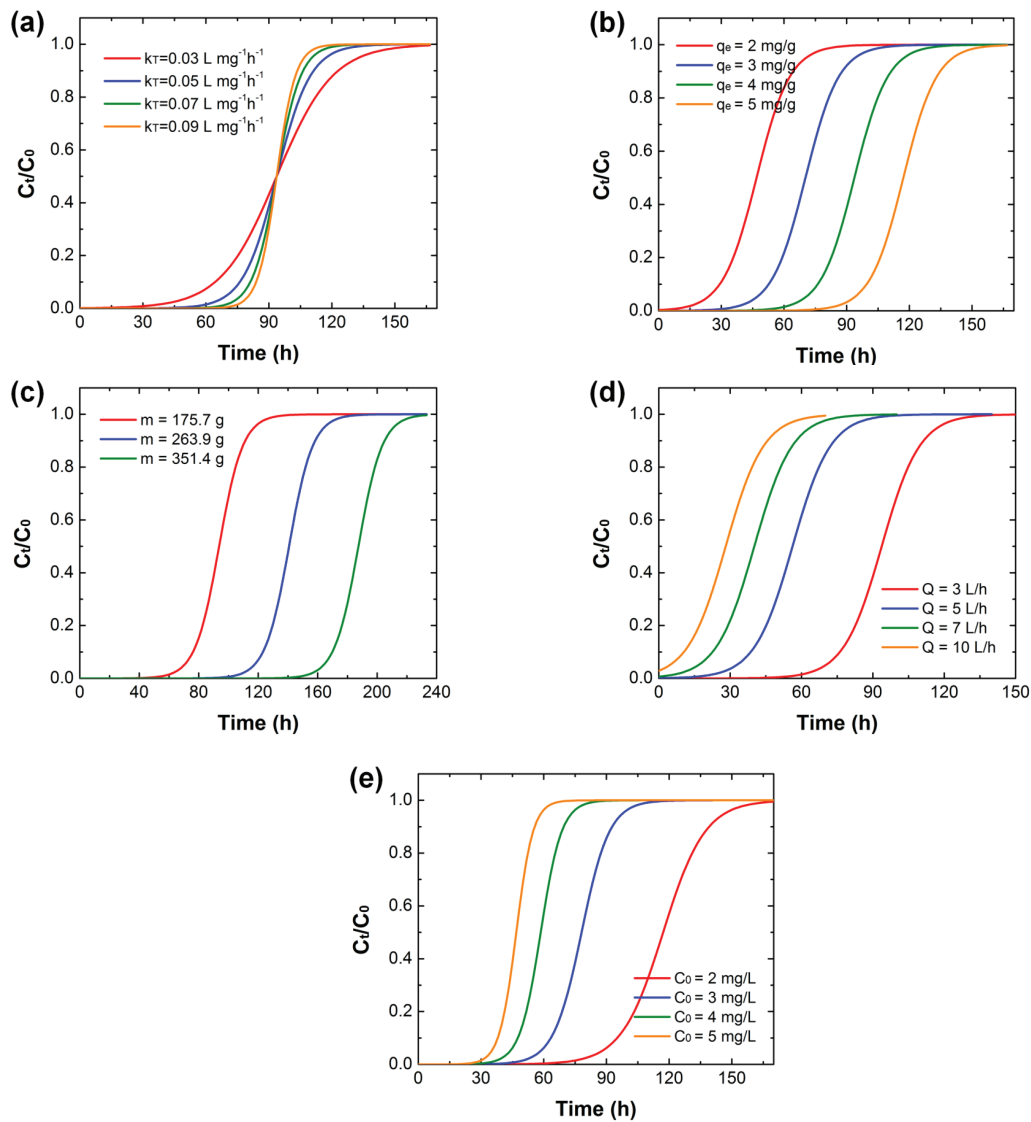 (a)
1.0
0.8
0.6
0.4
0.2
0.0
Ct/C0
kT=0.03 L mg-1h-1
kT=0.05 L mg-1h-1
kT=0.07 L mg-1h-1
kT=0.09 L mg-1h-1
0 30 60 90 120 150
Time (h)
(b)
1.0
0.8
0.6
0.4
0.2
0.0
Ct/C0
qe = 2 mg/g
qe = 3 mg/g
qe = 4 mg/g
qe = 5 mg/g
0 30 60 90 120 150
Time (h)
(c)
1.0
0.8
0.6
0.4
0.2
0.0
Ct/C0
m = 175.7 g
m = 263.9 g
m = 351.4 g
0 40 80 120 160 200 240
Time (h)
(d)
1.0
0.8
0.6
0.4
0.2
0.0
Ct/C0
Q = 3 L/h
Q = 5 L/h
Q = 7 L/h
Q = 10 L/h
0 30 60 90 120 150
Time (h)
(e)
1.0
0.8
0.6
0.4
0.2
0.0
Ct/C0
C0 = 2 mg/L
C0 = 3 mg/L
C0 = 4 mg/L
C0 = 5 mg/L
0 30 60 90 120 150
Time (h)